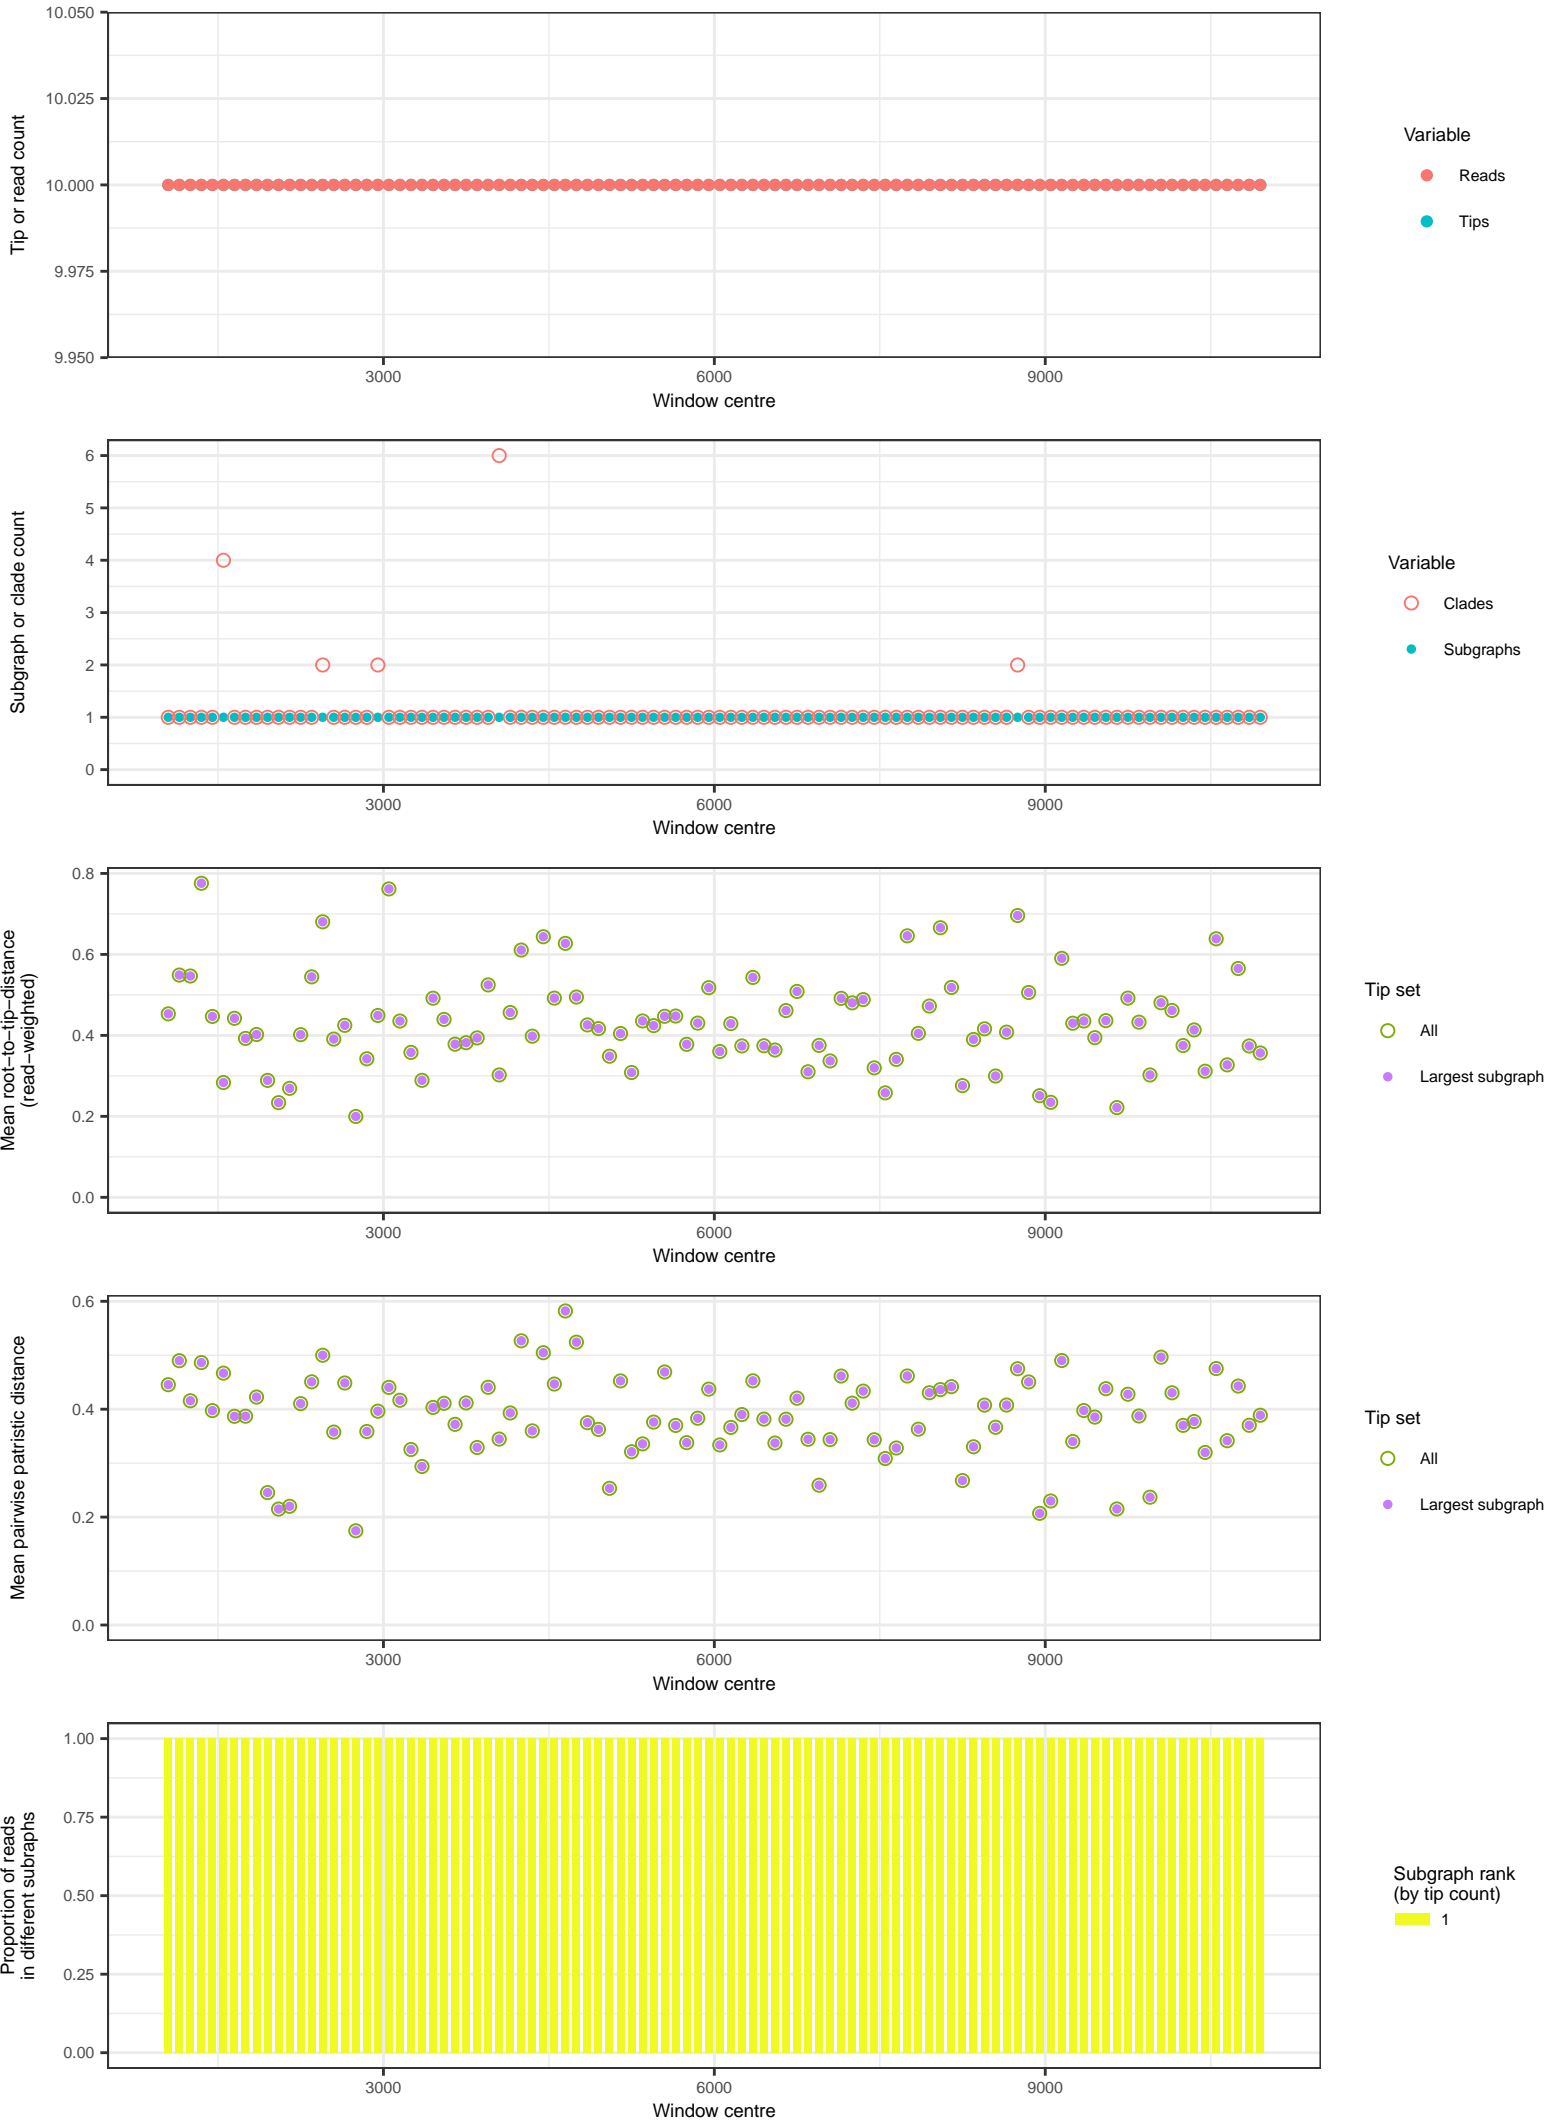 10.050
10.025
10.000
9.975
9.950
Tip or read count
3000
6000
9000
Window centre
Variable
Reads
Tips
6
5
4
3
2
1
0
Subgraph or clade count
3000
6000
9000
Window centre
Variable
Clades
Subgraphs
0.8
0.6
0.4
0.2
0.0
Mean root−to−tip−distance
(read−weighted)
3000
6000
9000
Window centre
Tip set
All
Largest subgraph
0.6
0.4
0.2
0.0
Mean pairwise patristic distance
3000
6000
9000
Window centre
Tip set
All
Largest subgraph
1.00
0.75
0.50
0.25
0.00
Proportion of reads
in different subraphs
3000
6000
9000
Window centre
Subgraph rank
(by tip count)
1